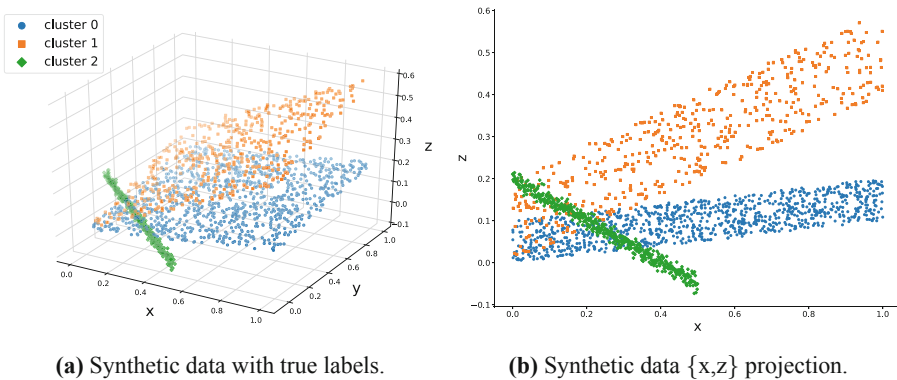 cluster 0
cluster 1
cluster 2
0.6
0.5
0.4
0.3
0.2
0.1
0.0
−0.1
z
0.0
0.2
0.4
0.6
0.8
1.0
x
0.0
0.2
0.4
0.6
0.8
1.0
y
(a) Synthetic data with true labels.
0.6
0.5
0.4
0.3
0.2
0.1
0.0
−0.1
z
0.0 0.2 0.4 0.6 0.8 1.0
x
(b) Synthetic data {x,z} projection.